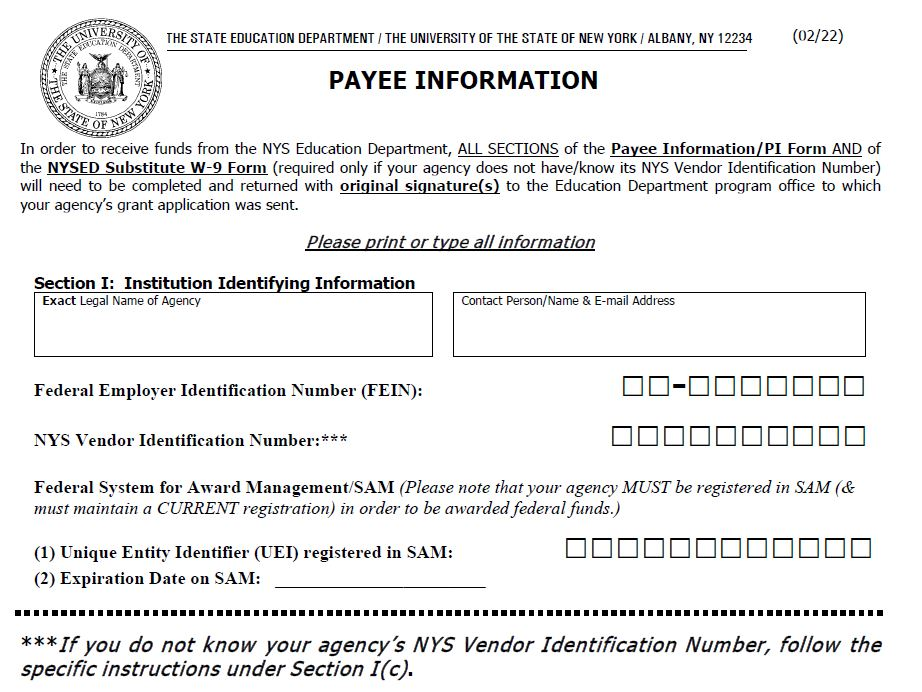 THE UNIVERSITY OF
THE STATE OF NEW YORK
THE STATE EDUCATION DEPARTMENT
1784
THE STATE EDUCATION DEPARTMENT / THE UNIVERSITY OF THE STATE OF NEW YORK / ALBANY, NY 12234
(02/22)
PAYEE INFORMATION
In order to receive funds from the NYS Education Department, ALL SECTIONS of the Payee Information/PI Form AND of
the NYSED Substitute W-9 Form (required only if your agency does not have/know its NYS Vendor Identification Number)
will need to be completed and returned with original signature(s) to the Education Department program office to which
your agency's grant application was sent.
Please print or type all information
Section I: Institution Identifying Information
Exact Legal Name of Agency
Contact Person/Name & E-mail Address
Federal Employer Identification Number (FEIN):
NYS Vendor Identification Number:***
Federal System for Award Management/SAM (Please note that your agency MUST be registered in SAM (&
must maintain a CURRENT registration) in order to be awarded federal funds.)
(1) Unique Entity Identifier (UEI) registered in SAM:
(2) Expiration Date on SAM: ____________________
***If you do not know your agency's NYS Vendor Identification Number, follow the
specific instructions under Section I(c).